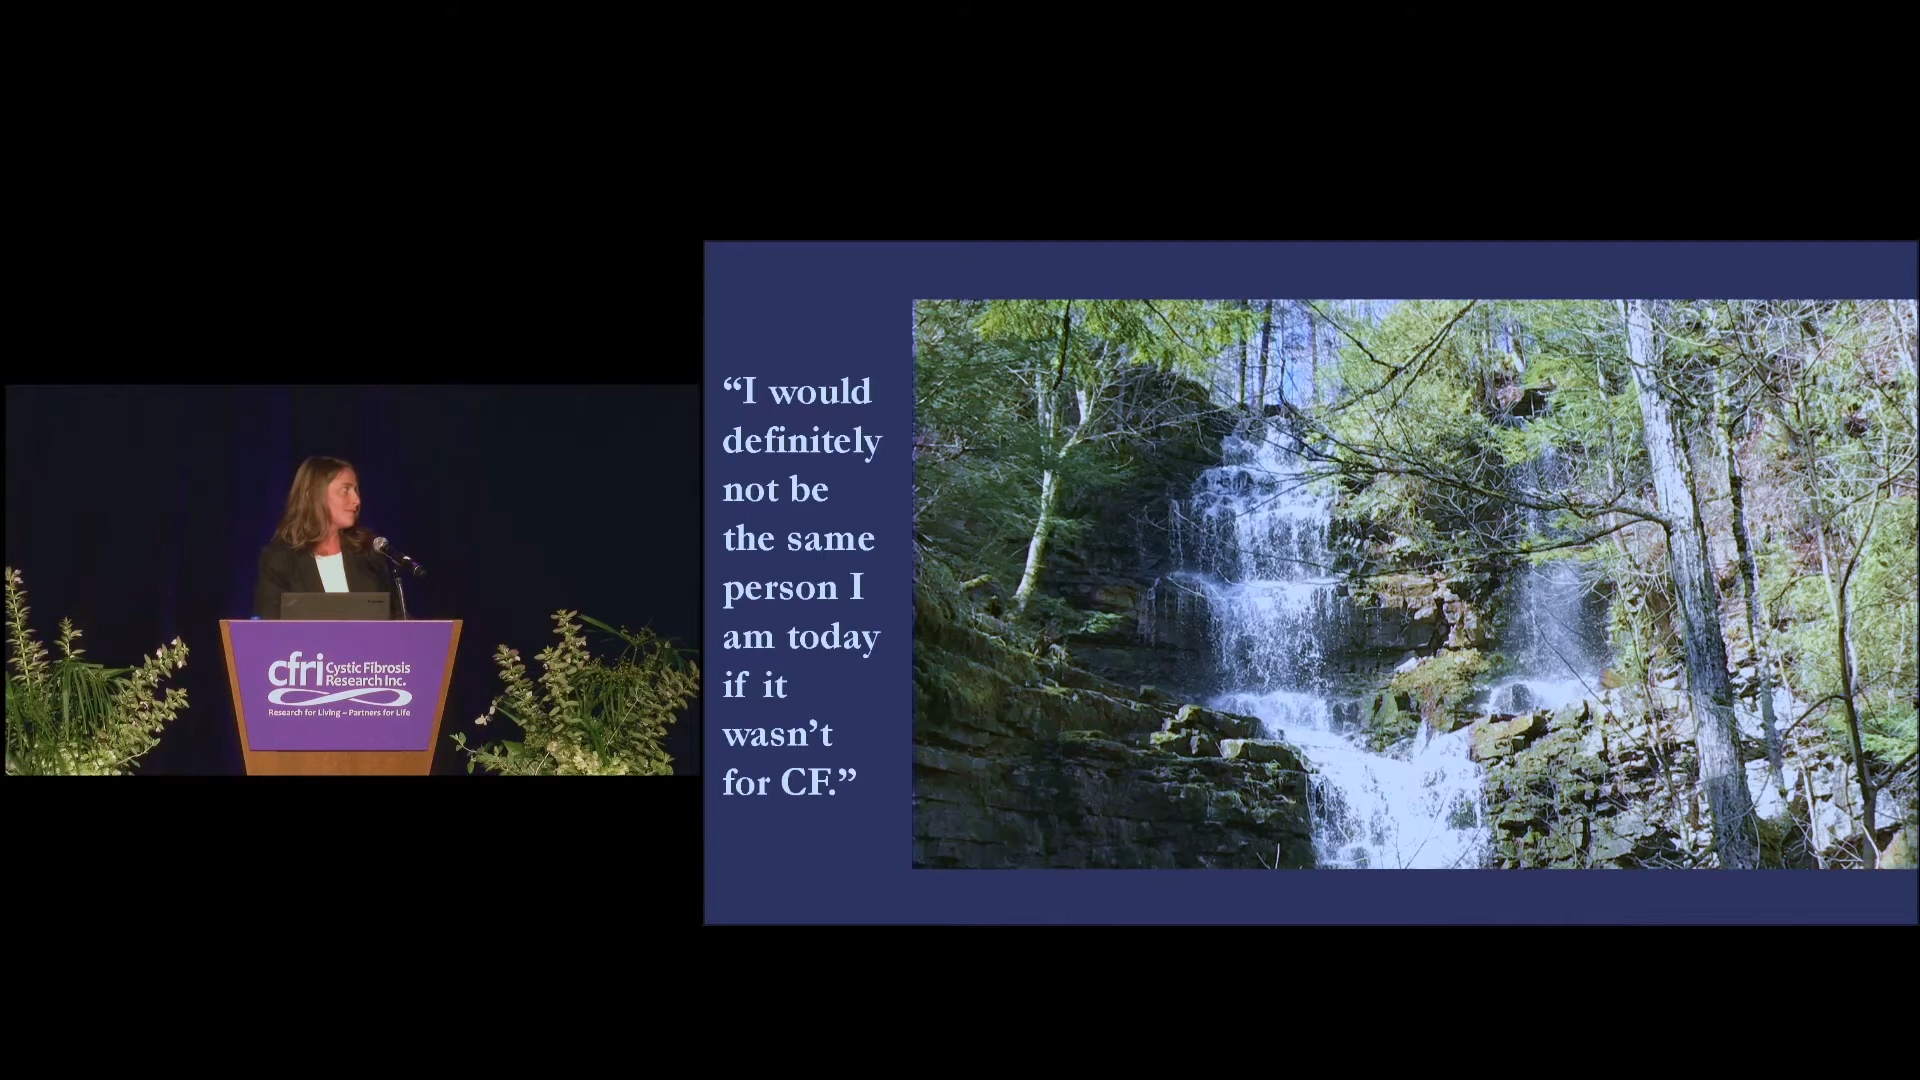 cfri Cystic Fibrosis
Research Inc.
Research for Living – Partners for Life
“I would
definitely
not be
the same
person I
am today
if it
wasn’t
for CF.”